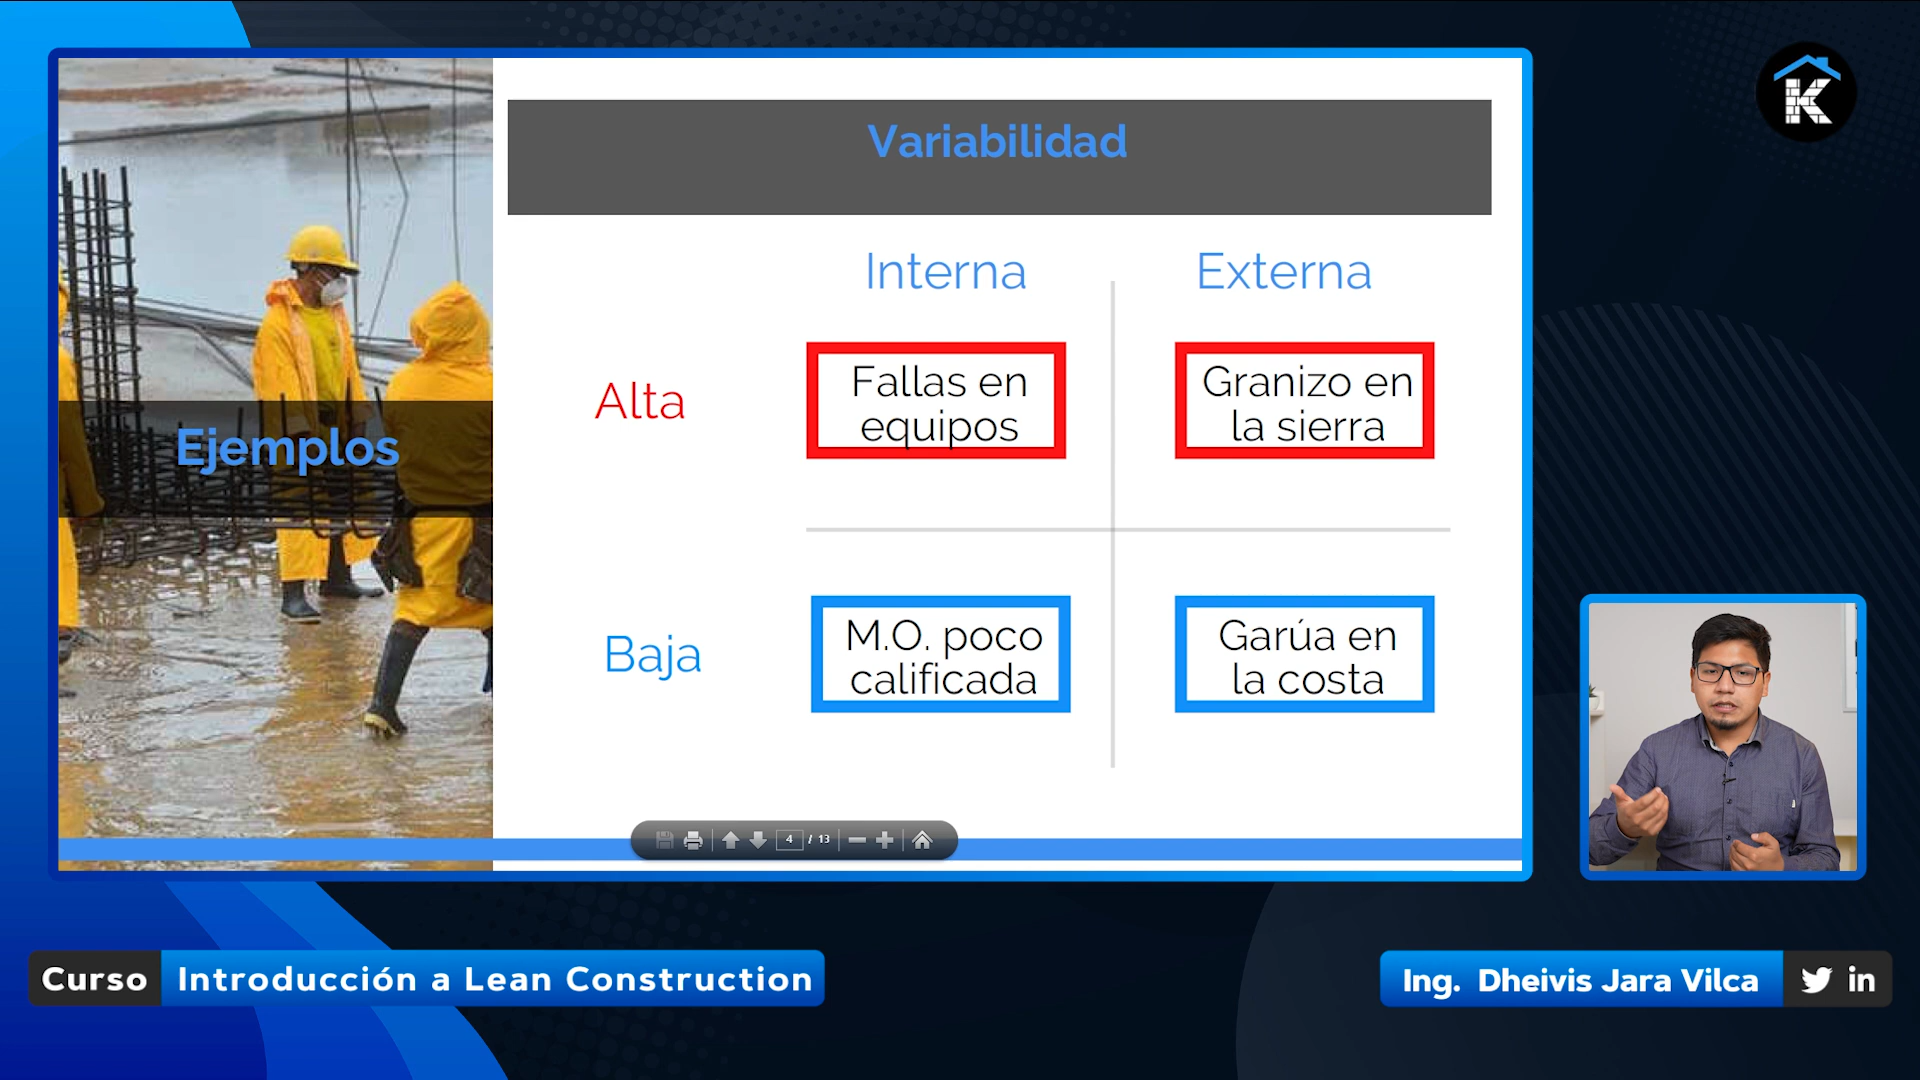 Variabilidad
Interna
Externa
Alta
Fallas en
equipos
Granizo en
la sierra
Ejemplos
Baja
M.O. poco
calificada
Garúa en
la costa
4 / 13
K
Curso Introducción a Lean Construction
Ing. Dheivis Jara Vilca
in